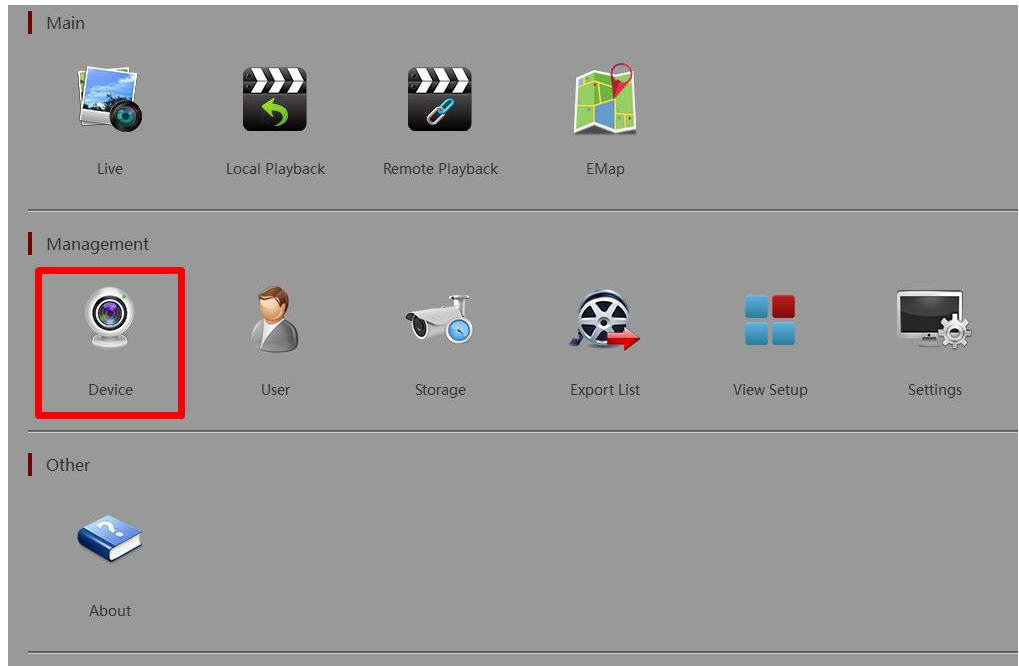 Main
Live
Local Playback
Remote Playback
EMap
Management
Device
User
Storage
Export List
View Setup
Settings
Other
About